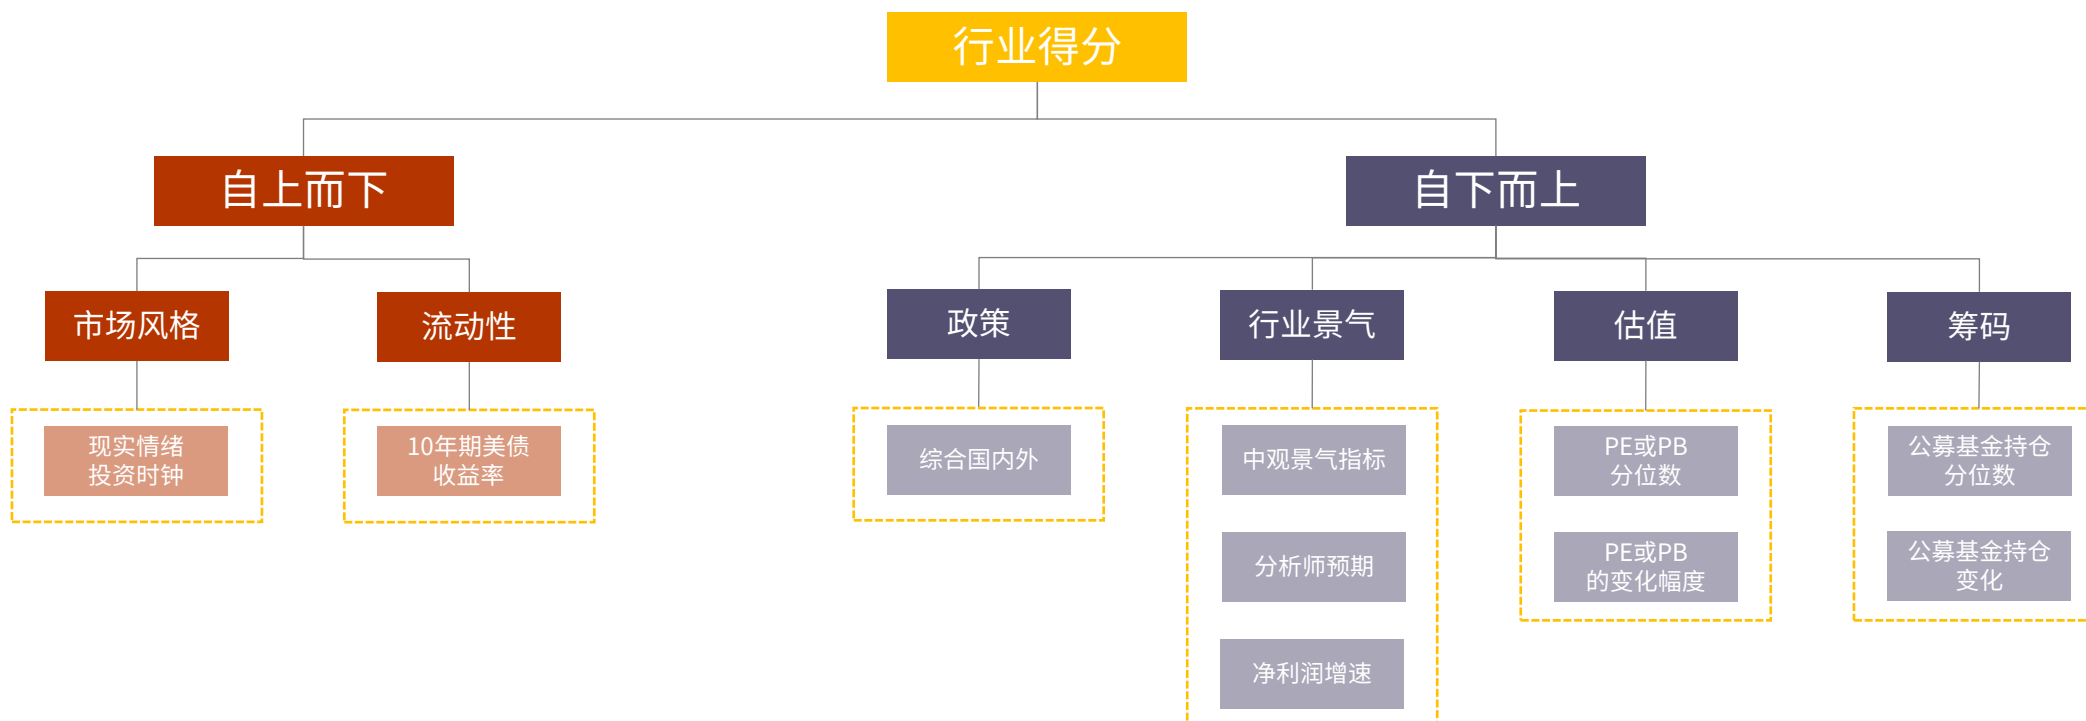 行业得分
自上而下
自下而上
市场风格
流动性
政策
行业景气
估值
筹码
现实情绪
投资时钟
10年期美债
收益率
综合国内外
中观景气指标
分析师预期
净利润增速
PE或PB
分位数
PE或PB
的变化幅度
公募基金持仓
分位数
公募基金持仓
变化